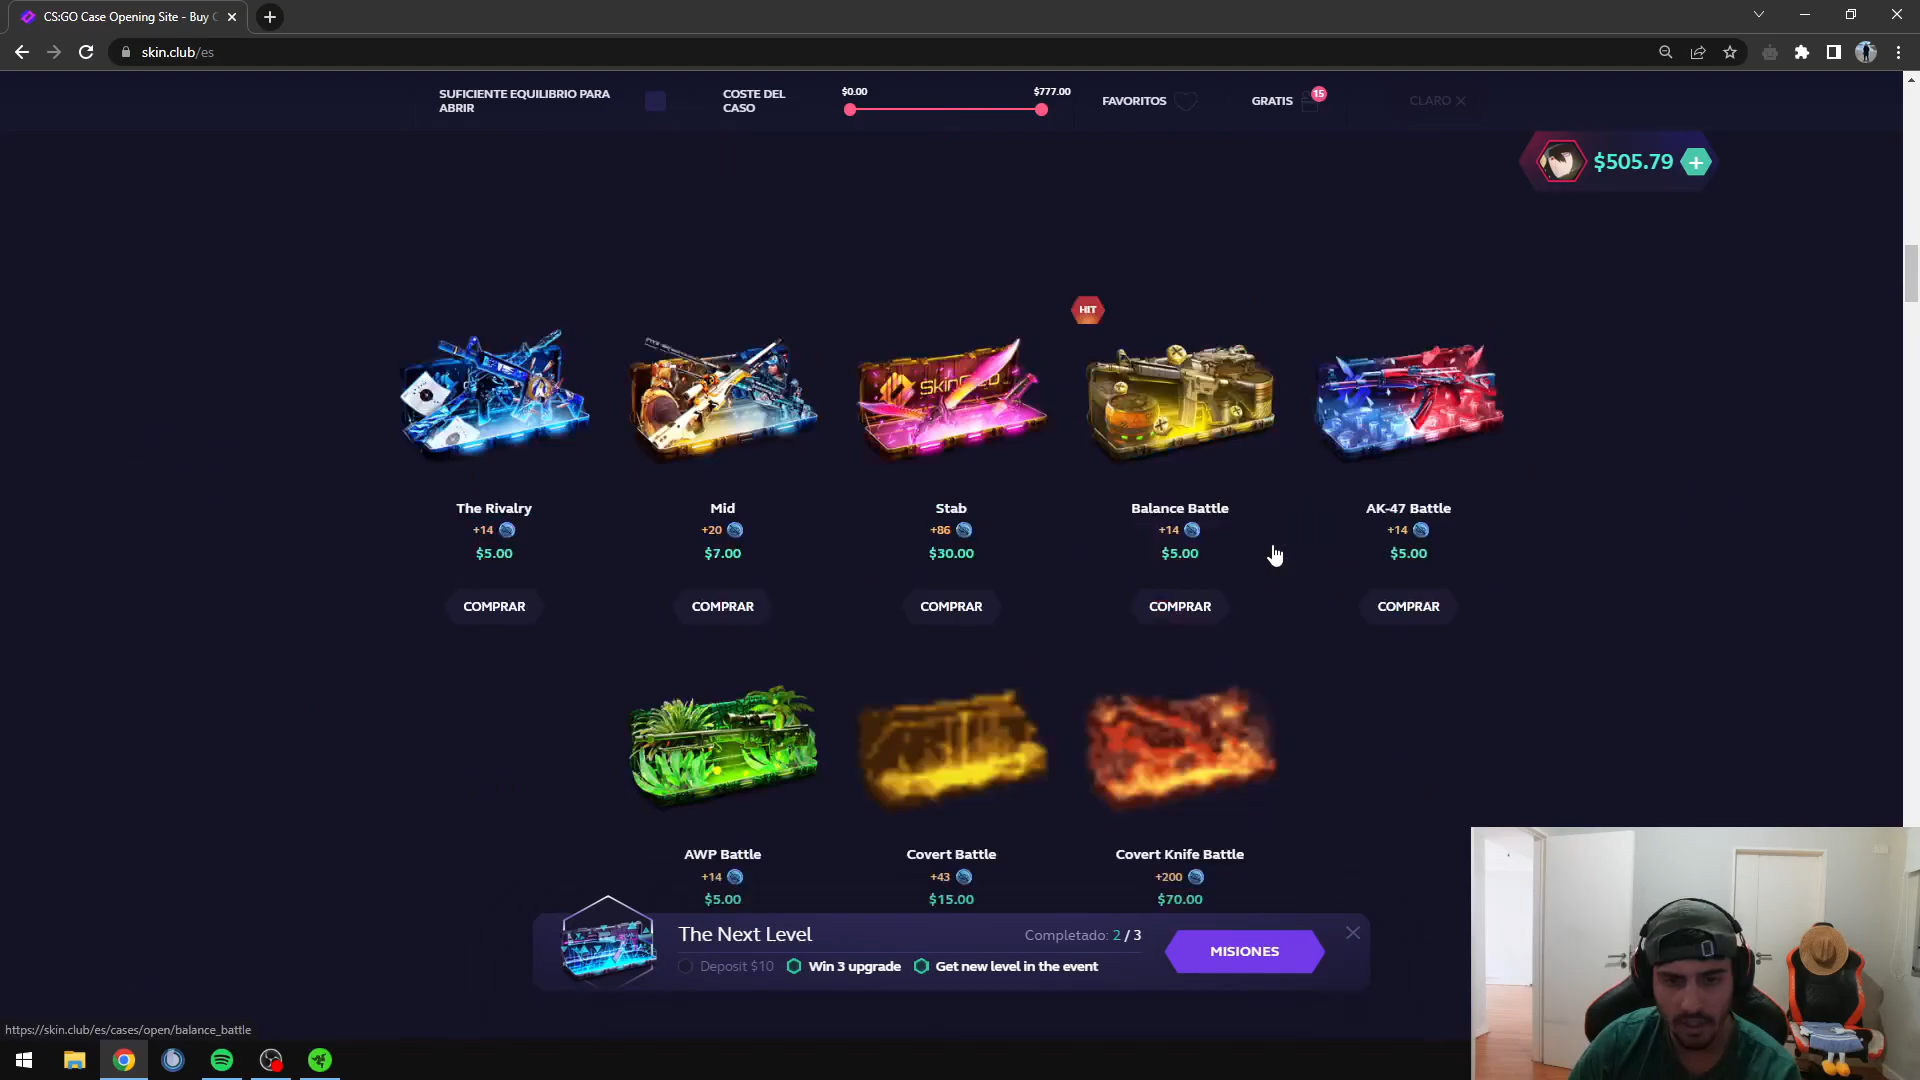 CS:GO Case Opening Site - Buy C
skin.club/es
SUFICIENTE EQUILIBRIO PARA
ABRIR
COSTE DEL
CASO
$0.00
$777.00
FAVORITOS
GRATIS
15
CLARO
$505.79
HIT
The Rivalry
+14
$5.00
COMPRAR
Mid
+20
$7.00
COMPRAR
Stab
+86
$30.00
COMPRAR
Balance Battle
+14
$5.00
COMPRAR
AK-47 Battle
+14
$5.00
COMPRAR
AWP Battle
+14
$5.00
Covert Battle
+43
$15.00
Covert Knife Battle
+200
$70.00
The Next Level
Completado: 2 / 3
Deposit $10
Win 3 upgrade
Get new level in the event
MISIONES
https://skin.club/es/cases/open/balance_battle